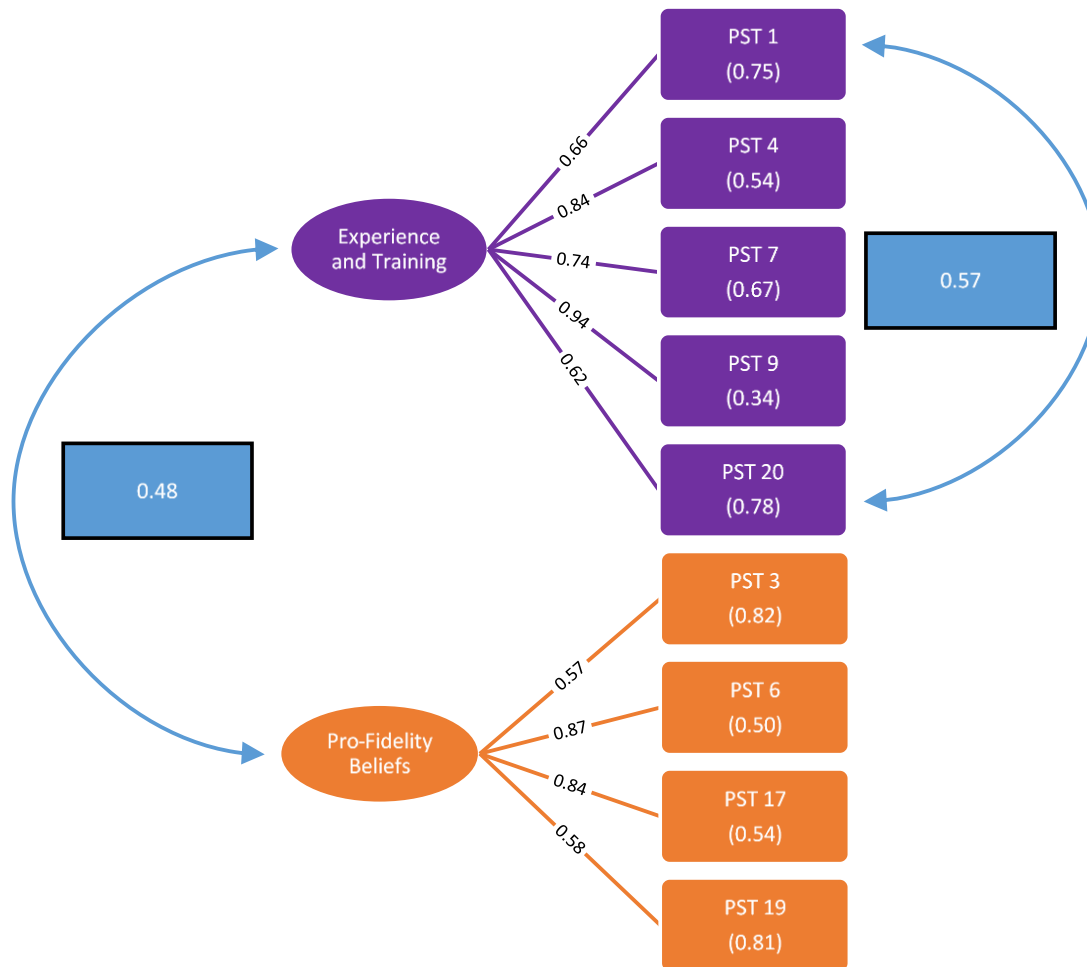 PST 1
(0.75)
0.66
PST 4
(0.54)
0.84
Experience
and Training
PST 7
(0.67)
0.74
0.57
0.94
PST 9
(0.34)
0.62
PST 20
(0.78)
0.48
PST 3
(0.82)
0.57
PST 6
(0.50)
0.87
Pro-Fidelity
Beliefs
0.84
PST 17
(0.54)
0.58
PST 19
(0.81)